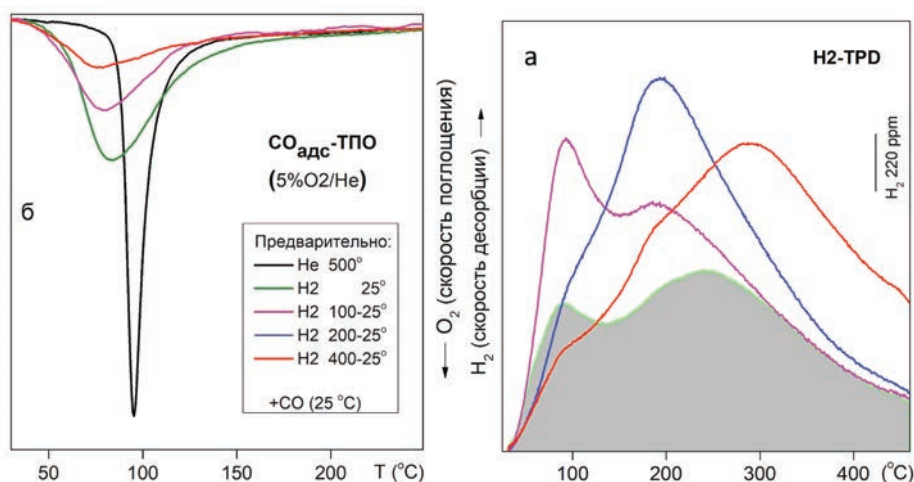 COадс-ТПО
(5%O2/He)
б
Предварительно:
He 500°
H2 25°
H2 100-25°
H2 200-25°
H2 400-25°
+CO (25 °C)
50 100 150 200 T (°C)
O₂ (скорость поглощения)
H₂ (скорость десорбции)
а
H2-TPD
H₂ 220 ppm
100 200 300 400 (°C)